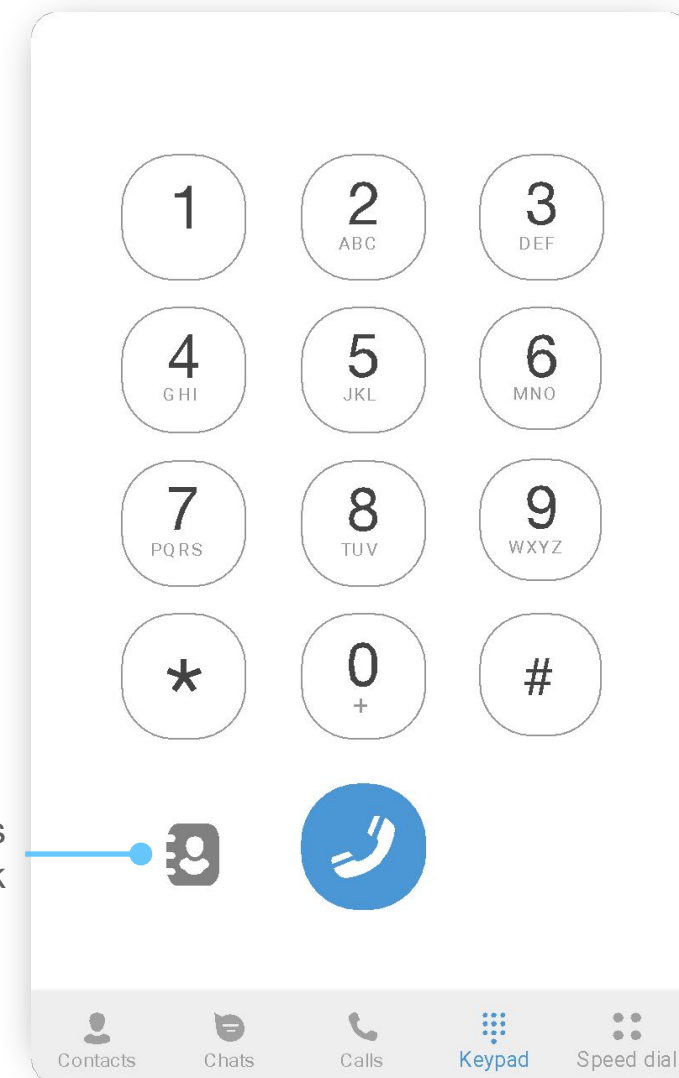 1 2 3
ABC DEF
4 5 6
GHI JKL MNO
7 8 9
PQRS TUV WXYZ
* 0 #
+
Contacts Chats Calls Keypad Speed dial